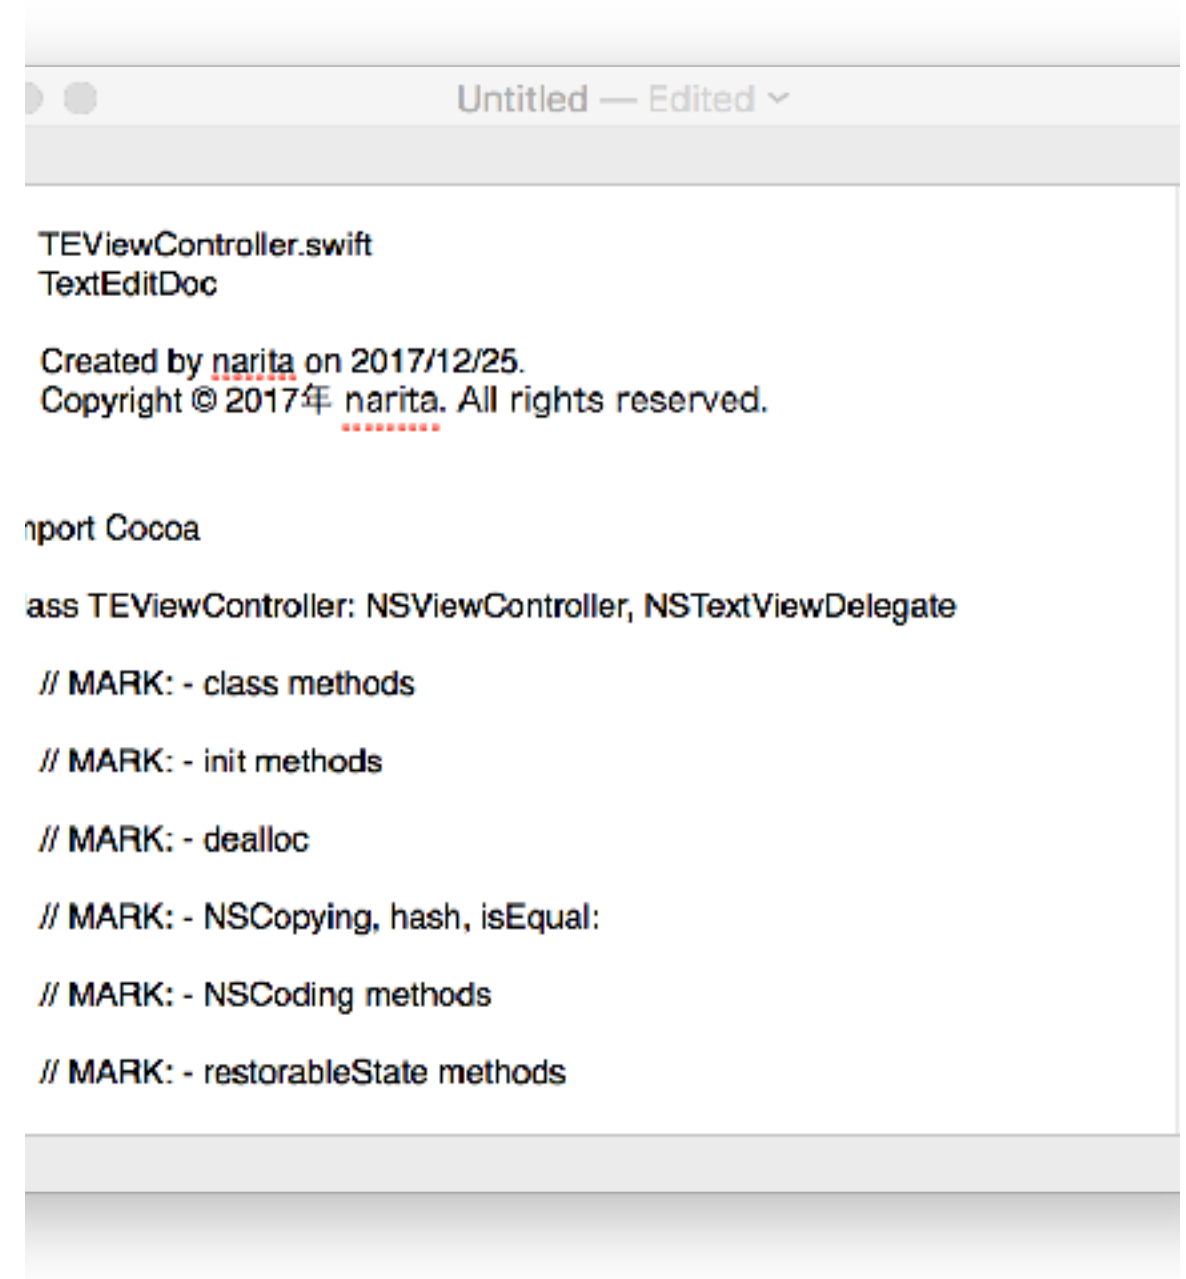 Untitled — Edited
TEViewController.swift
TextEditDoc
Created by narita on 2017/12/25.
Copyright © 2017年 narita. All rights reserved.
Cocoa
TEViewController: NSViewController, NSTextViewDelegate
// MARK: - class methods
// MARK: - init methods
// MARK: - dealloc
// MARK: - NSCopying, hash, isEqual:
// MARK: - NSCoding methods
// MARK: - restorableState methods